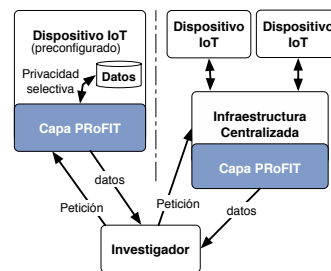 Dispositivo IoT
(preconfigurado)
Privacidad
selectiva
Datos
Capa PRoFIT
Dispositivo
IoT
Dispositivo
IoT
Infraestructura
Centralizada
Capa PRoFIT
datos
Petición
Petición
datos
Investigador